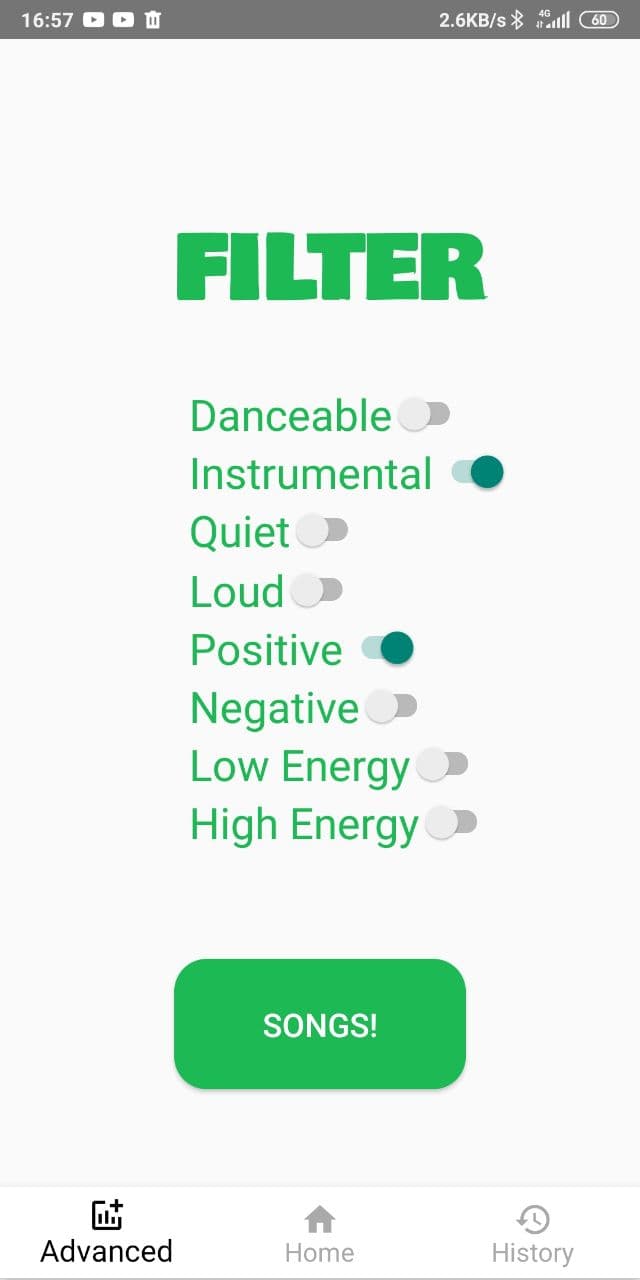 16:57 2.6KB/s 4G 60
FILTER
Danceable
Instrumental
Quiet
Loud
Positive
Negative
Low Energy
High Energy
SONGS!
Advanced Home History